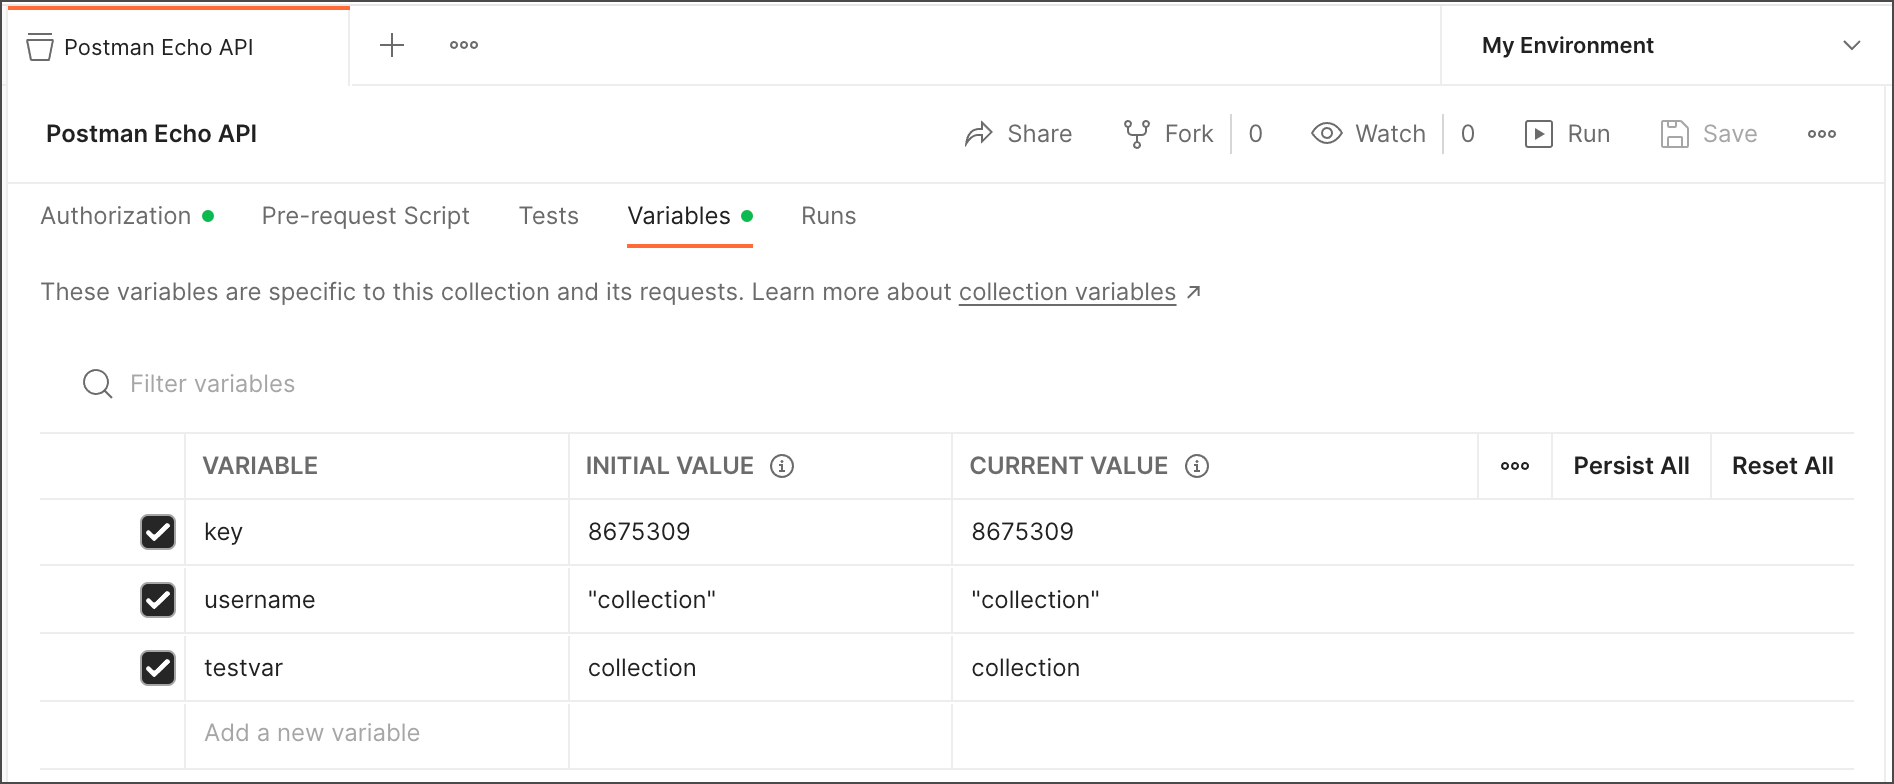 Postman Echo API
My Environment
Postman Echo API Share Fork 0 Watch 0 Run Save
Authorization Pre-request Script Tests Variables Runs
These variables are specific to this collection and its requests. Learn more about collection variables ↗
Filter variables
VARIABLE INITIAL VALUE CURRENT VALUE Persist All Reset All
key 8675309 8675309
username "collection" "collection"
testvar collection collection
Add a new variable